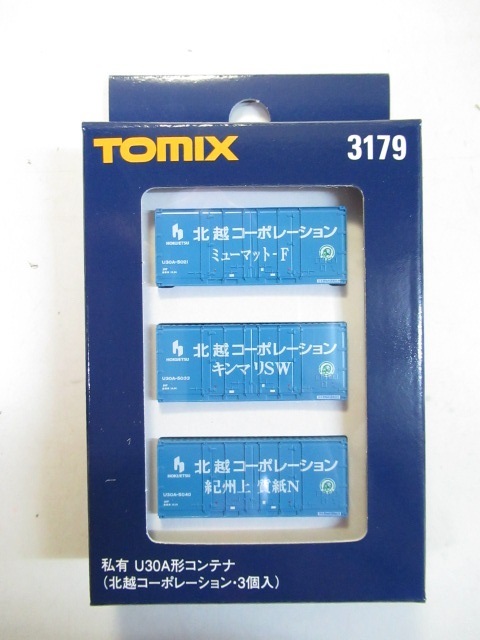 TOMIX 3179
北越コーポレーション
HOKUETSU
ミューマット-F
北越コーポレーション
HOKUETSU
キンマリSW
北越コーポレーション
HOKUETSU
紀州上質紙N
私有 U30A形コンテナ
(北越コーポレーション・3個入)